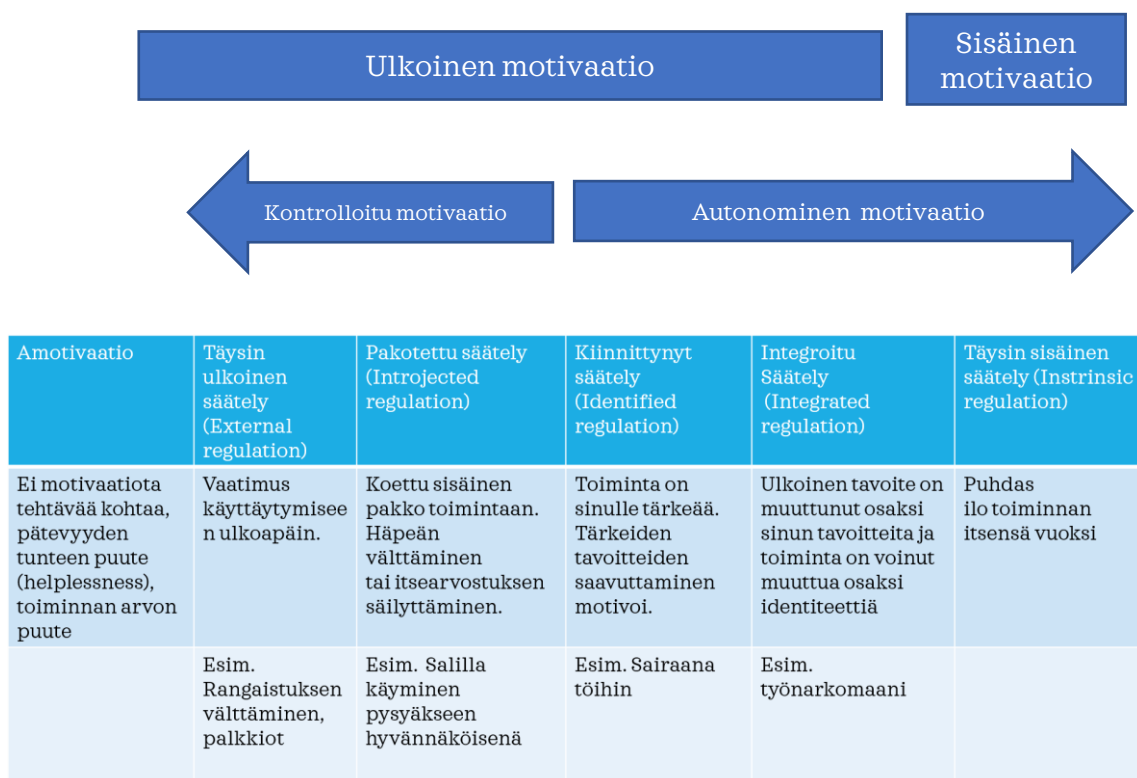 Ulkoinen motivaatio
Sisäinen
motivaatio
Kontrolloitu motivaatio
Autonominen motivaatio
Amotivaatio
Täysin
ulkoinen
säätely
(External
regulation)
Pakotettu säätely
(Introjected
regulation)
Kiinnittynyt
säätely
(Identified
regulation)
Integroitu
Säätely
(Integrated
regulation)
Täysin sisäinen
säätely (Instrinsic
regulation)
Ei motivaatiota
tehtävää kohtaa,
pätevyyden
tunteen puute
(helplessness),
toiminnan arvon
puute
Vaatimus
käyttäytymisee
n ulkoapäin.
Koettu sisäinen
pakko toimintaan.
Häpeän
välttäminen
tai itsearvostuksen
säilyttäminen.
Toiminta on
sinulle tärkeää.
Tärkeiden
tavoitteiden
saavuttaminen
motivoi.
Ulkoinen tavoite on
muuttunut osaksi
sinun tavoitteita ja
toiminta on voinut
muuttua osaksi
identiteettiä
Puhdas
ilo toiminnan
itsensä vuoksi
Esim.
Rangaistuksen
välttäminen,
palkkiot
Esim. Salilla
käyminen
pysyäkseen
hyvännäköisenä
Esim. Sairaana
töihin
Esim.
työnarkomaani